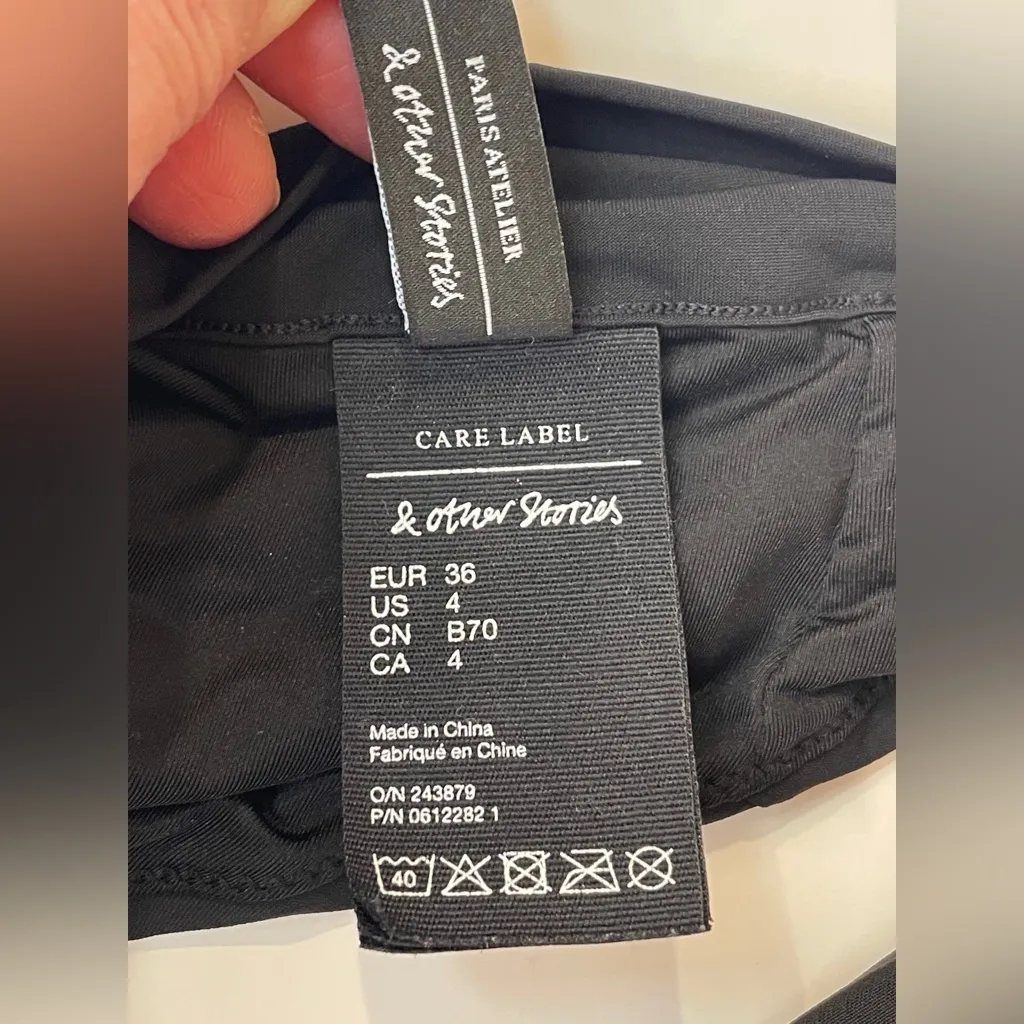 PARIS ATELIER
& other Stories
CARE LABEL
& other Stories
EUR 36
US 4
CN B70
CA 4
Made in China
Fabriqué en Chine
O/N 243879
P/N 0612282 1
40